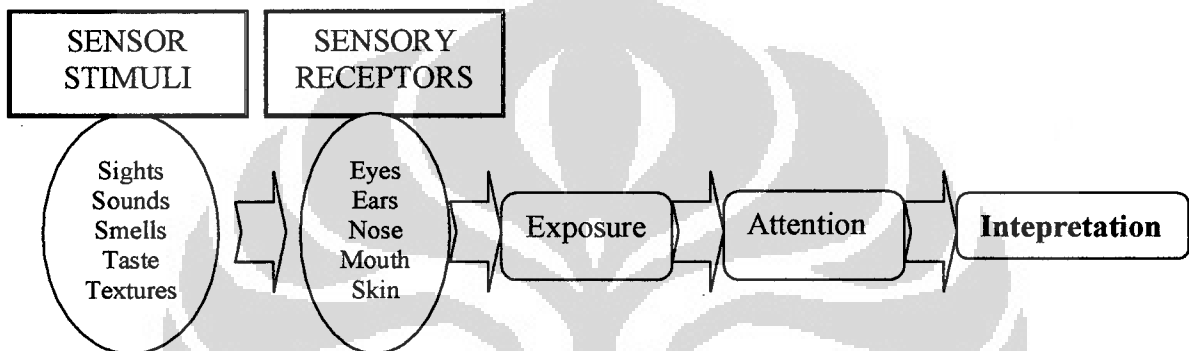 SENSOR
STIMULI
SENSORY
RECEPTORS
Sights
Sounds
Smells
Taste
Textures
Eyes
Ears
Nose
Mouth
Skin
Exposure
Attention
Intepretation